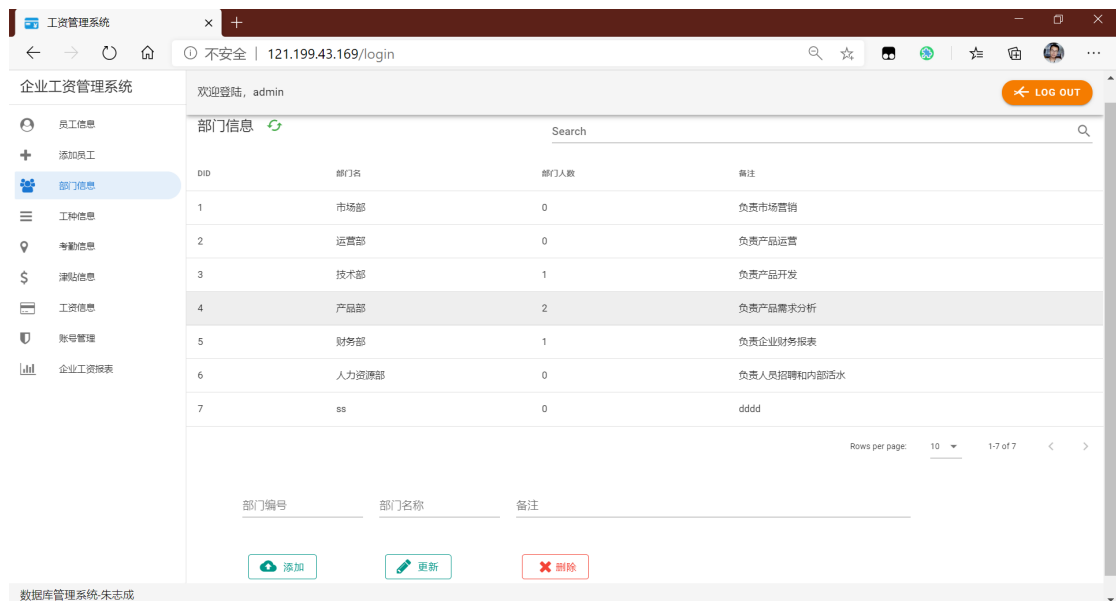 工资管理系统
不安全 | 121.199.43.169/login
企业工资管理系统
欢迎登陆，admin
LOG OUT
员工信息
添加员工
部门信息
工种信息
考勤信息
津贴信息
工资信息
账号管理
企业工资报表
部门信息
Search
DID 部门名 部门人数 备注
1 市场部 0 负责市场营销
2 运营部 0 负责产品运营
3 技术部 1 负责产品开发
4 产品部 2 负责产品需求分析
5 财务部 1 负责企业财务报表
6 人力资源部 0 负责人员招聘和内部活水
7 ss 0 dddd
Rows per page: 10 1-7 of 7
部门编号 部门名称 备注
添加 更新 删除
数据库管理系统-朱志成